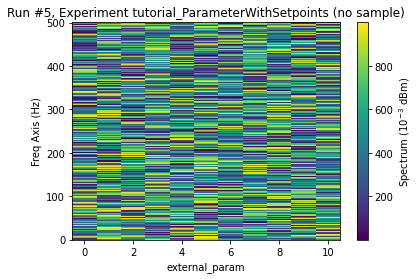 Run #5, Experiment tutorial_ParameterWithSetpoints (no sample)
500
400
300
200
100
0
Freq Axis (Hz)
0 2 4 6 8 10
external_param
800
600
400
200
Spectrum (10⁻³ dBm)